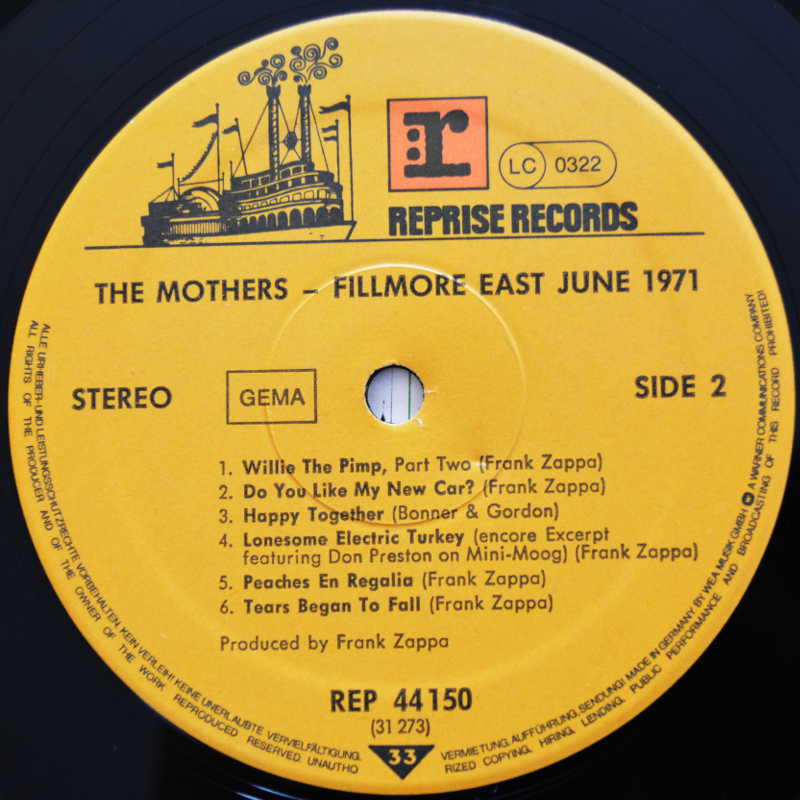 r
LC 0322
REPRISE RECORDS
THE MOTHERS – FILLMORE EAST JUNE 1971
STEREO
GEMA
SIDE 2
1. Willie The Pimp, Part Two (Frank Zappa)
2. Do You Like My New Car? (Frank Zappa)
3. Happy Together (Bonner & Gordon)
4. Lonesome Electric Turkey (encore Excerpt
featuring Don Preston on Mini-Moog) (Frank Zappa)
5. Peaches En Regalia (Frank Zappa)
6. Tears Began To Fall (Frank Zappa)
Produced by Frank Zappa
REP 44 150
(31 273)
33
ALLE URHEBER- UND LEISTUNGSSCHUTZRECHTE VORBEHALTEN. KEIN VERLEIH! KEINE UNERLAUBTE VERVIELFÄLTIGUNG, VERMIETUNG, AUFFÜHRUNG, SENDUNG! MADE IN GERMANY BY WEA MUSIK GMBH A WARNER COMMUNICATIONS COMPANY
ALL RIGHTS OF THE PRODUCER AND OF THE OWNER OF THE WORK REPRODUCED RESERVED. UNAUTHO RIZED COPYING, HIRING, LENDING, PUBLIC PERFORMANCE AND BROADCASTING OF THIS RECORD PROHIBITED!